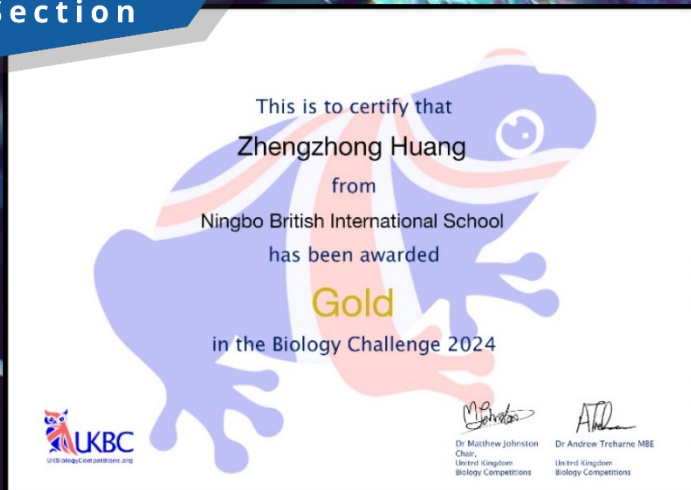 Section
This is to certify that
Zhengzhong Huang
from
Ningbo British International School
has been awarded
Gold
in the Biology Challenge 2024
UKBC
UKBiologyCompetitions.org
MJohnston
Dr Matthew Johnston
Chair,
United Kingdom
Biology Competitions
Dr Andrew Treharne MBE
United Kingdom
Biology Competitions